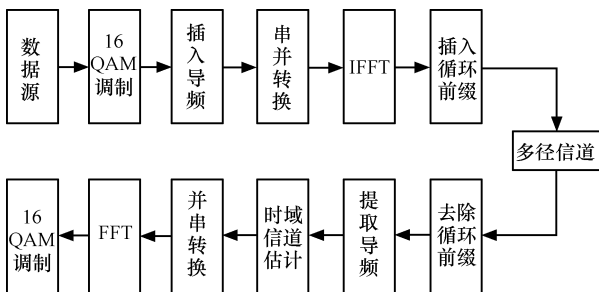 数据源
16
QAM
调制
插入导频
串并转换
IFFT
插入
循环
前缀
多径信道
16
QAM
调制
FFT
并串转换
时域
信道
估计
提取导频
去除
循环
前缀